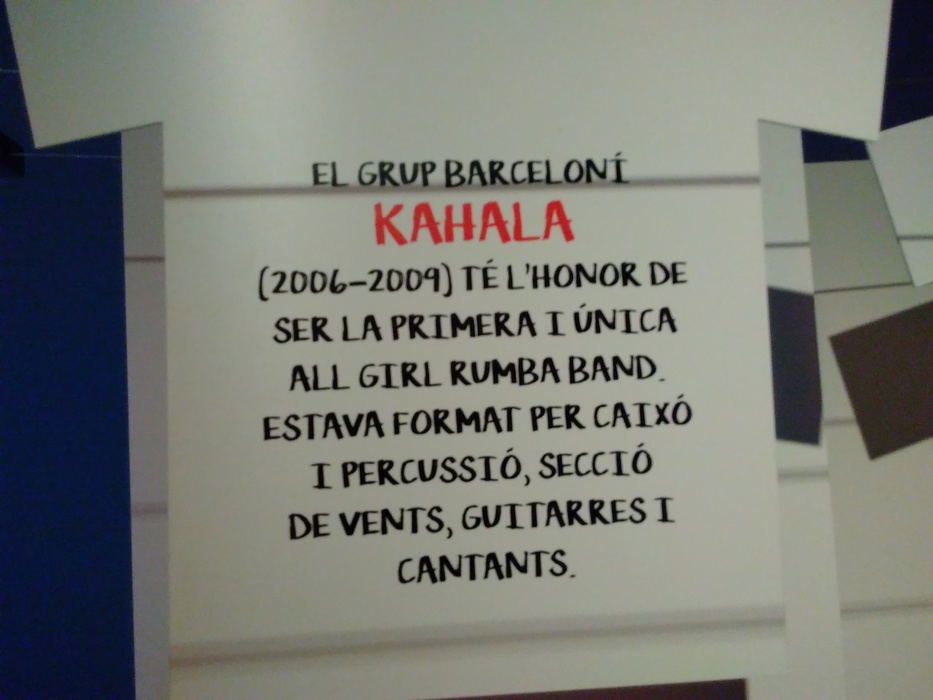 EL GRUP BARCELONÍ
KAHALA
(2006-2009) TÉ L'HONOR DE
SER LA PRIMERA I ÚNICA
ALL GIRL RUMBA BAND.
ESTAVA FORMAT PER CAIXÓ
I PERCUSSIÓ, SECCIÓ
DE VENTS, GUITARRES I
CANTANTS.